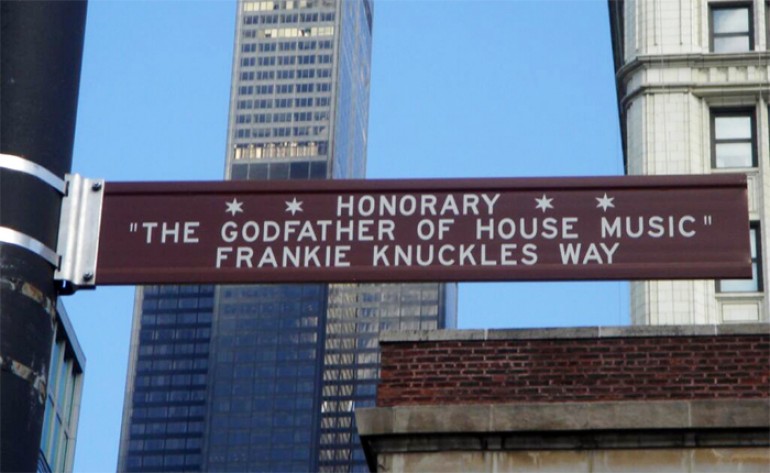 HONORARY
"THE GODFATHER OF HOUSE MUSIC"
FRANKIE KNUCKLES WAY